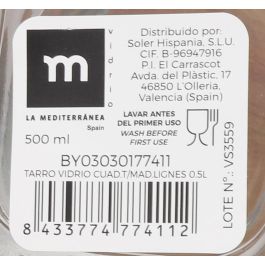 m
vidrio
LA MEDITERRÁNEA
Spain
500 ml
Distribuido por:
Soler Hispania, S.L.U.
CIF. B-96947916
P.I. El Carrascot
Avda. del Plàstic, 17
46850 L'Olleria,
Valencia (Spain)
LAVAR ANTES
DEL PRIMER USO
WASH BEFORE
FIRST USE
LOTE N°.: VS3559
BY03030177411
TARRO VIDRIO CUAD.T/MAD.LIGNES 0.5L
8 433774 774112